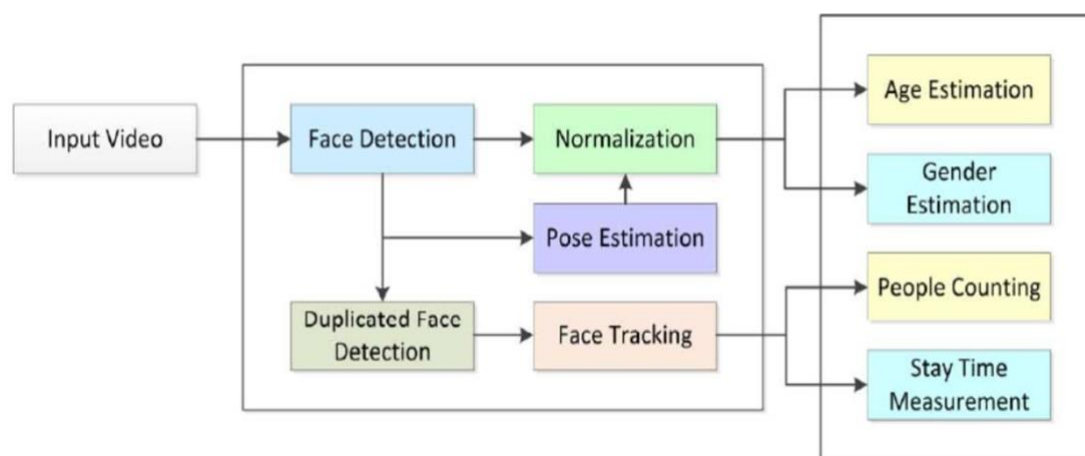 Input Video
Face Detection
Normalization
Pose Estimation
Duplicated Face
Detection
Face Tracking
Age Estimation
Gender
Estimation
People Counting
Stay Time
Measurement